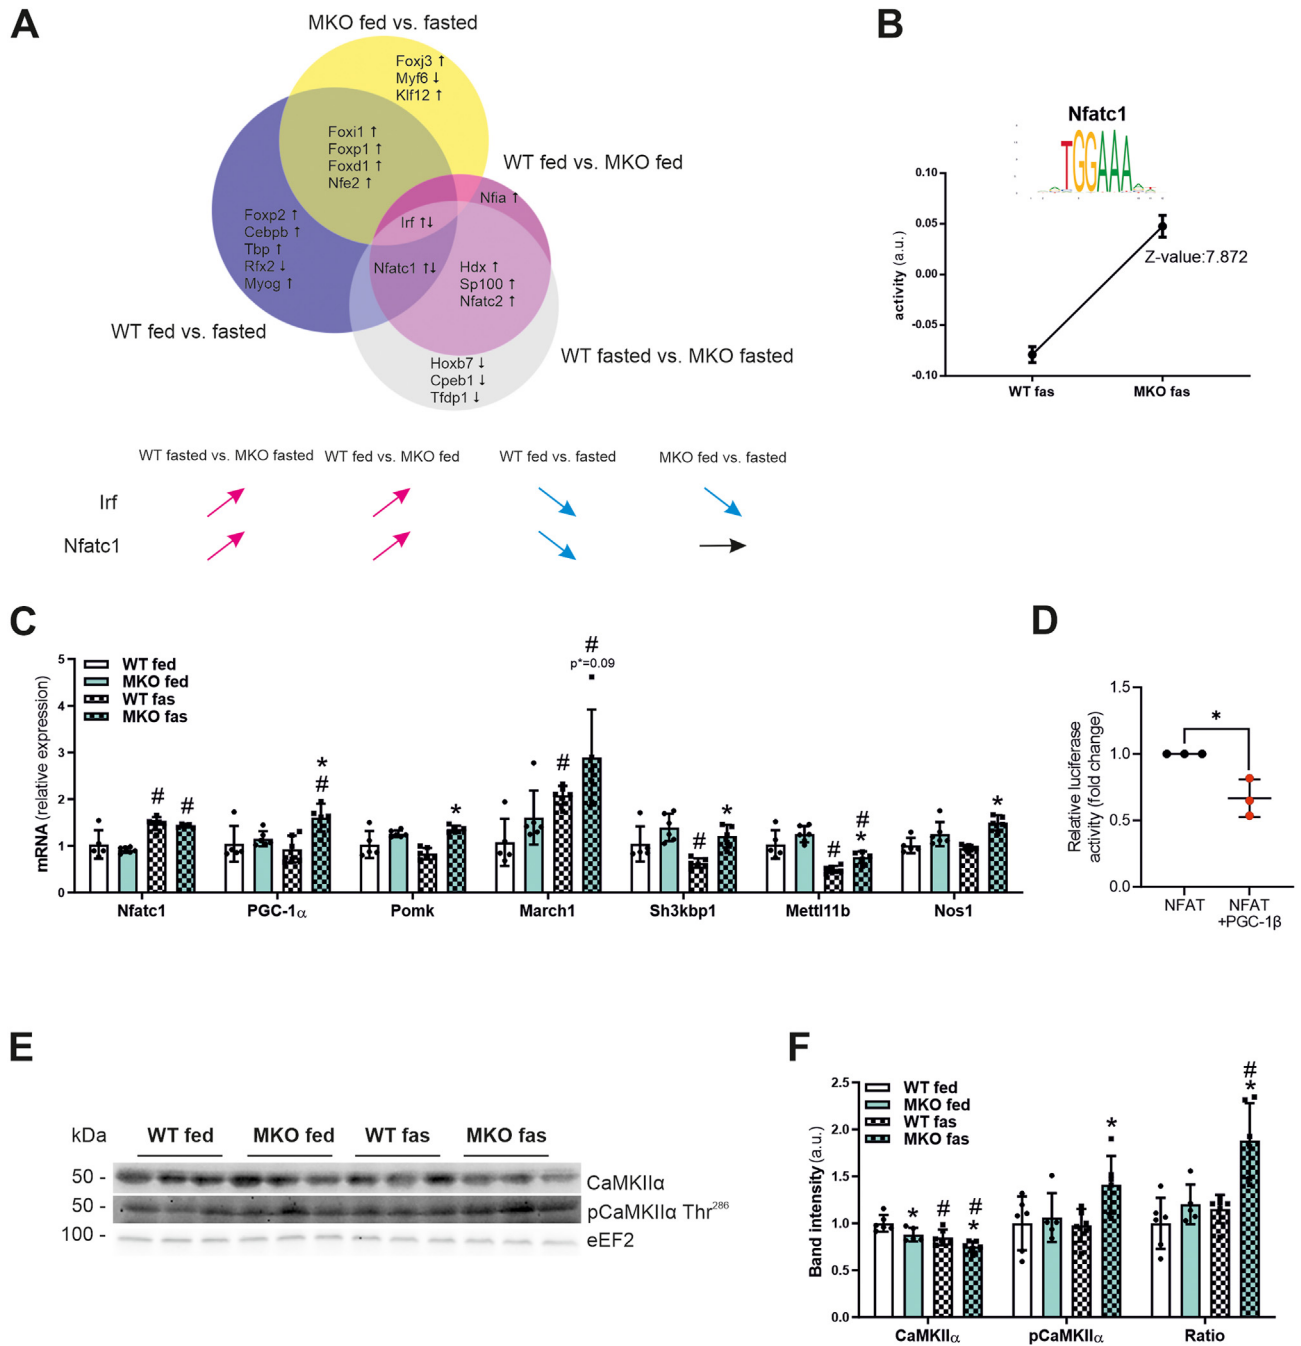 A
MKO fed vs. fasted
Foxj3 ↑
Myf6 ↓
Klf12 ↑
Foxi1 ↑
Foxp1 ↑
Foxd1 ↑
Nfe2 ↑
WT fed vs. MKO fed
Nfia ↑
Foxp2 ↑
Cebpb ↑
Tbp ↑
Rfx2 ↓
Myog ↑
Irf ↑↓
Nfatc1 ↑↓
Hdx ↑
Sp100 ↑
Nfatc2 ↑
WT fed vs. fasted
WT fasted vs. MKO fasted
Hoxb7 ↓
Cpeb1 ↓
Tfdp1 ↓
WT fasted vs. MKO fasted WT fed vs. MKO fed WT fed vs. fasted MKO fed vs. fasted
Irf
Nfatc1
B
Nfatc1
TGGAAA
activity (a.u.)
0.10
0.05
0.00
-0.05
-0.10
Z-value:7.872
WT fas MKO fas
C
mRNA (relative expression)
5
4
3
2
1
0
WT fed
MKO fed
WT fas
MKO fas
# # * # * # # p*=0.09 # * # # * *
Nfatc1 PGC-1α Pomk March1 Sh3kbp1 Mettl11b Nos1
D
Relative luciferase
activity (fold change)
1.5
1.0
0.5
0.0
*
NFAT NFAT
+PGC-1β
E
kDa WT fed MKO fed WT fas MKO fas
50 - CaMKIIα
50 - pCaMKIIα Thr286
100 - eEF2
F
Band intensity (a.u.)
2.5
2.0
1.5
1.0
0.5
0.0
WT fed
MKO fed
WT fas
MKO fas
* # # * * # *
CaMKIIα pCaMKIIα Ratio